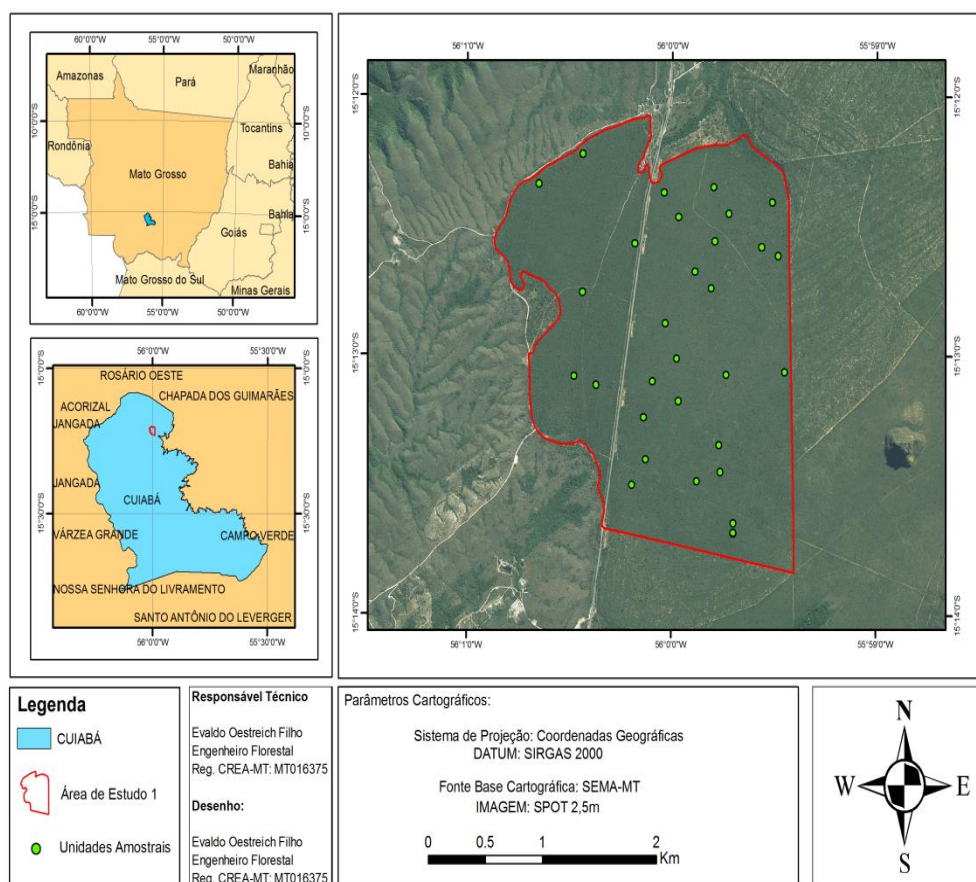 60°0'0"W 55°0'0"W 50°0'0"W
Amazonas
Pará
Maranhão
10°0'0"S
10°0'0"S
Rondônia
Tocantins
Mato Grosso
Bahia
15°0'0"S
15°0'0"S
Bahia
Goiás
Mato Grosso do Sul
Minas Gerais
60°0'0"W 55°0'0"W 50°0'0"W
56°0'0"W 55°30'0"W
15°0'0"S
15°0'0"S
ROSÁRIO OESTE
CHAPADA DOS GUIMARÃES
ACORIZAL
JANGADA
JANGADA
CUIABÁ
15°30'0"S
15°30'0"S
VÁRZEA GRANDE
CAMPO VERDE
NOSSA SENHORA DO LIVRAMENTO
SANTO ANTÔNIO DO LEVERGER
56°0'0"W 55°30'0"W
56°1'0"W 56°0'0"W 55°59'0"W
15°12'0"S
15°12'0"S
15°13'0"S
15°13'0"S
15°14'0"S
15°14'0"S
56°1'0"W 56°0'0"W 55°59'0"W
Legenda
CUIABÁ
Área de Estudo 1
Unidades Amostrais
Responsável Técnico
Evaldo Oestreich Filho
Engenheiro Florestal
Reg. CREA-MT: MT016375
Desenho:
Evaldo Oestreich Filho
Engenheiro Florestal
Reg. CREA-MT: MT016375
Parâmetros Cartográficos:
Sistema de Projeção: Coordenadas Geográficas
DATUM: SIRGAS 2000
Fonte Base Cartográfica: SEMA-MT
IMAGEM: SPOT 2,5m
0 0.5 1 2
Km
N
W E
S